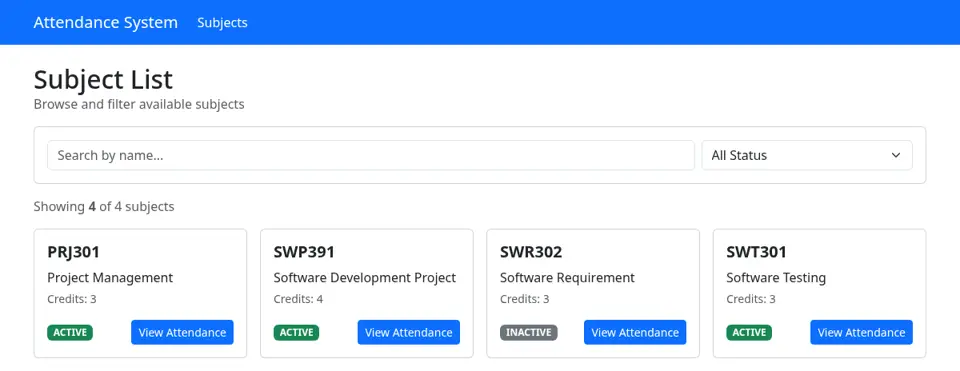 Attendance System Subjects
Subject List
Browse and filter available subjects
Search by name... All Status
Showing 4 of 4 subjects
PRJ301
Project Management
Credits: 3
ACTIVE View Attendance
SWP391
Software Development Project
Credits: 4
ACTIVE View Attendance
SWR302
Software Requirement
Credits: 3
INACTIVE View Attendance
SWT301
Software Testing
Credits: 3
ACTIVE View Attendance